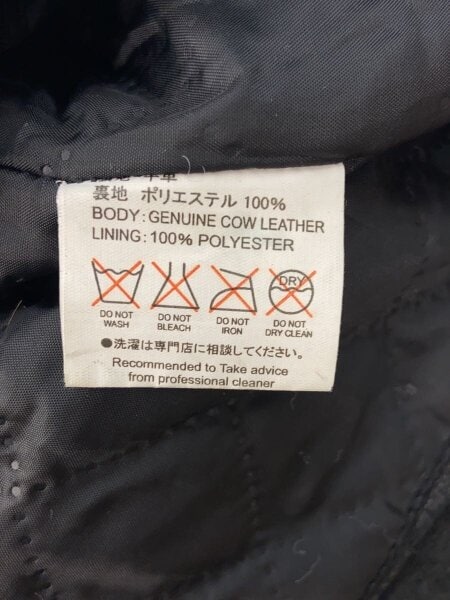 裏地 ポリエステル 100%
BODY: GENUINE COW LEATHER
LINING: 100% POLYESTER
DRY
DO NOT WASH
DO NOT BLEACH
DO NOT IRON
DO NOT DRY CLEAN
●洗濯は専門店に相談してください。
Recommended to Take advice
from professional cleaner